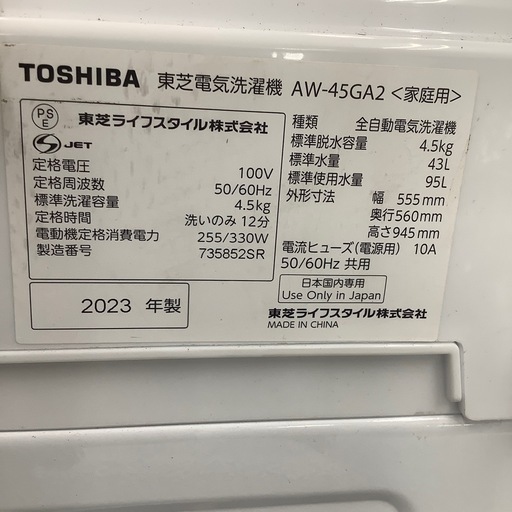 TOSHIBA 東芝電気洗濯機 AW-45GA2 <家庭用>
PS
E
東芝ライフスタイル株式会社
S JET
定格電圧 100V
定格周波数 50/60Hz
標準洗濯容量 4.5kg
定格時間 洗いのみ 12分
電動機定格消費電力 255/330W
製造番号 735852SR
2023 年製
種類 全自動電気洗濯機
標準脱水容量 4.5kg
標準水量 43L
標準使用水量 95L
外形寸法 幅 555mm
奥行560mm
高さ945mm
電流ヒューズ(電源用) 10A
50/60Hz 共用
日本国内専用
Use Only in Japan
東芝ライフスタイル株式会社
MADE IN CHINA